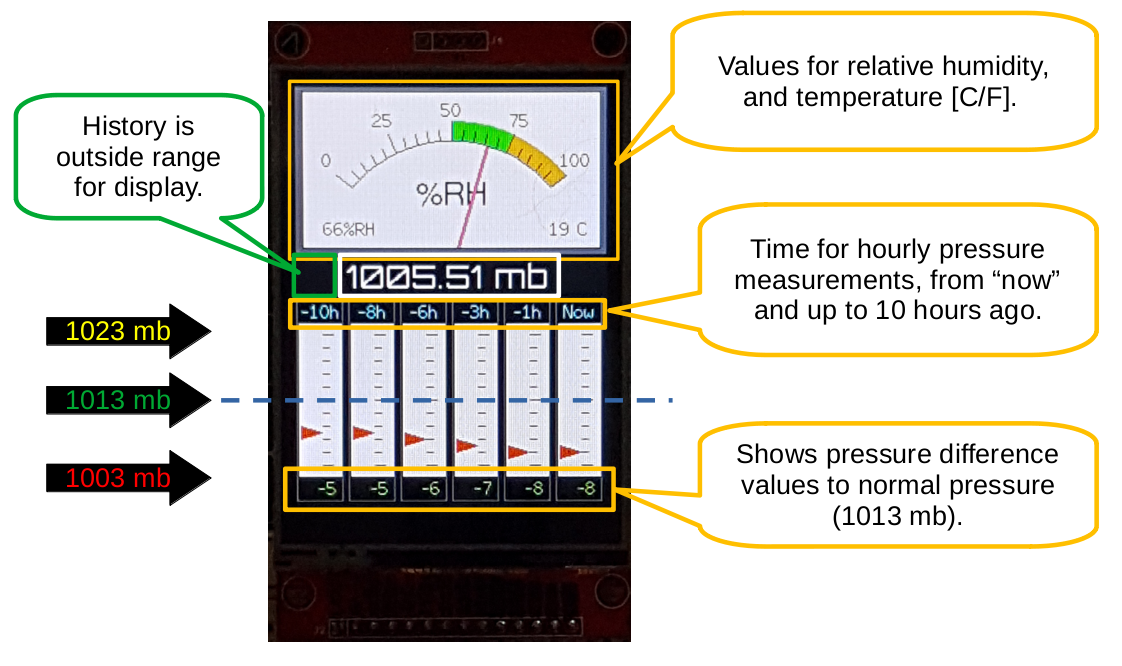 Values for relative humidity,
and temperature [C/F].
History is
outside range
for display.
0
25
50
75
100
%RH
66%RH
19 C
1005.51 mb
Time for hourly pressure
measurements, from “now”
and up to 10 hours ago.
-10h -8h -6h -3h -1h Now
1023 mb
1013 mb
1003 mb
Shows pressure difference
values to normal pressure
(1013 mb).
-5 -5 -6 -7 -8 -8